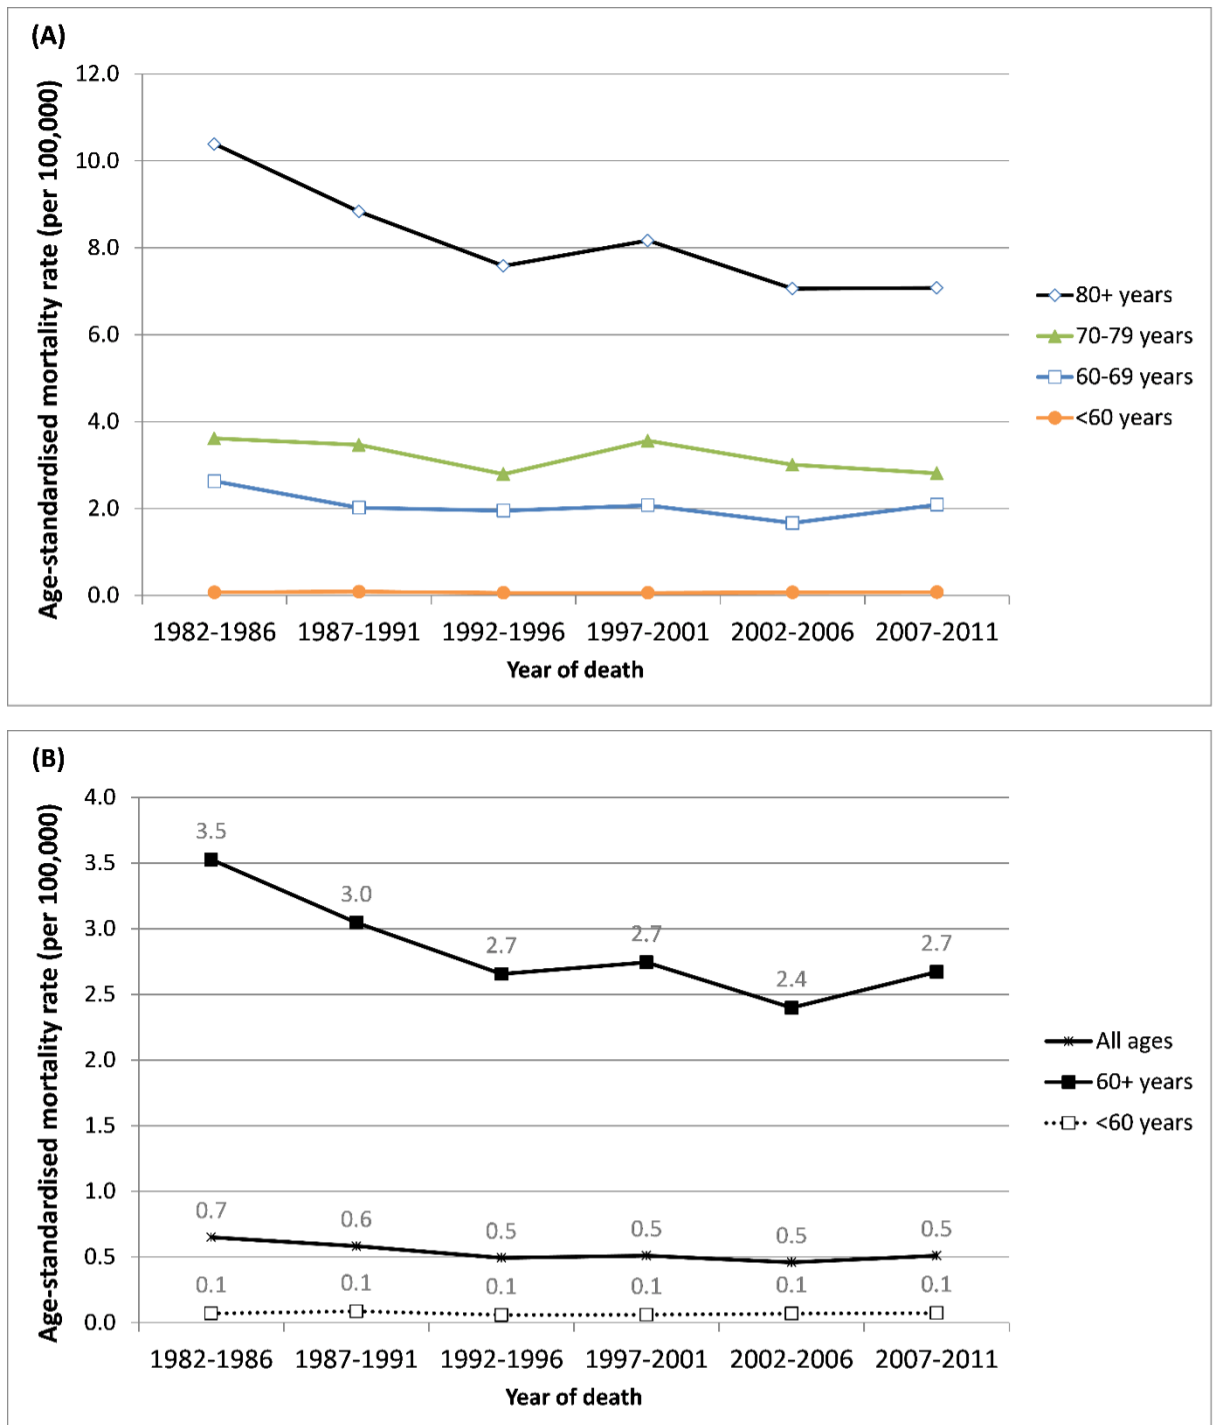 (A)
Age-standardised mortality rate (per 100,000)
12.0
10.0
8.0
6.0
4.0
2.0
0.0
1982-1986 1987-1991 1992-1996 1997-2001 2002-2006 2007-2011
Year of death
80+ years
70-79 years
60-69 years
<60 years
(B)
Age-standardised mortality rate (per 100,000)
4.0
3.5
3.0
2.5
2.0
1.5
1.0
0.5
0.0
3.5 3.0 2.7 2.7 2.4 2.7
0.7 0.6 0.5 0.5 0.5 0.5
0.1 0.1 0.1 0.1 0.1 0.1
1982-1986 1987-1991 1992-1996 1997-2001 2002-2006 2007-2011
Year of death
All ages
60+ years
<60 years